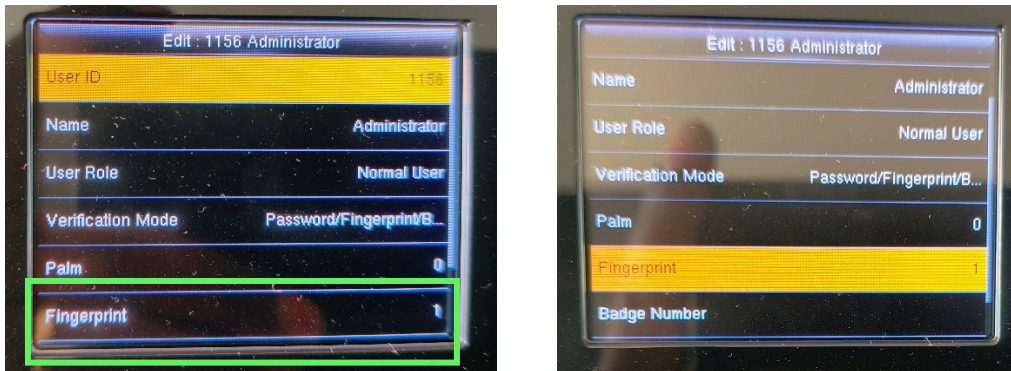 Edit : 1156 Administrator
User ID 1156
Name Administrator
User Role Normal User
Verification Mode Password/Fingerprint/B...
Palm 0
Fingerprint 1
Edit : 1156 Administrator
Name Administrator
User Role Normal User
Verification Mode Password/Fingerprint/B...
Palm 0
Fingerprint 1
Badge Number